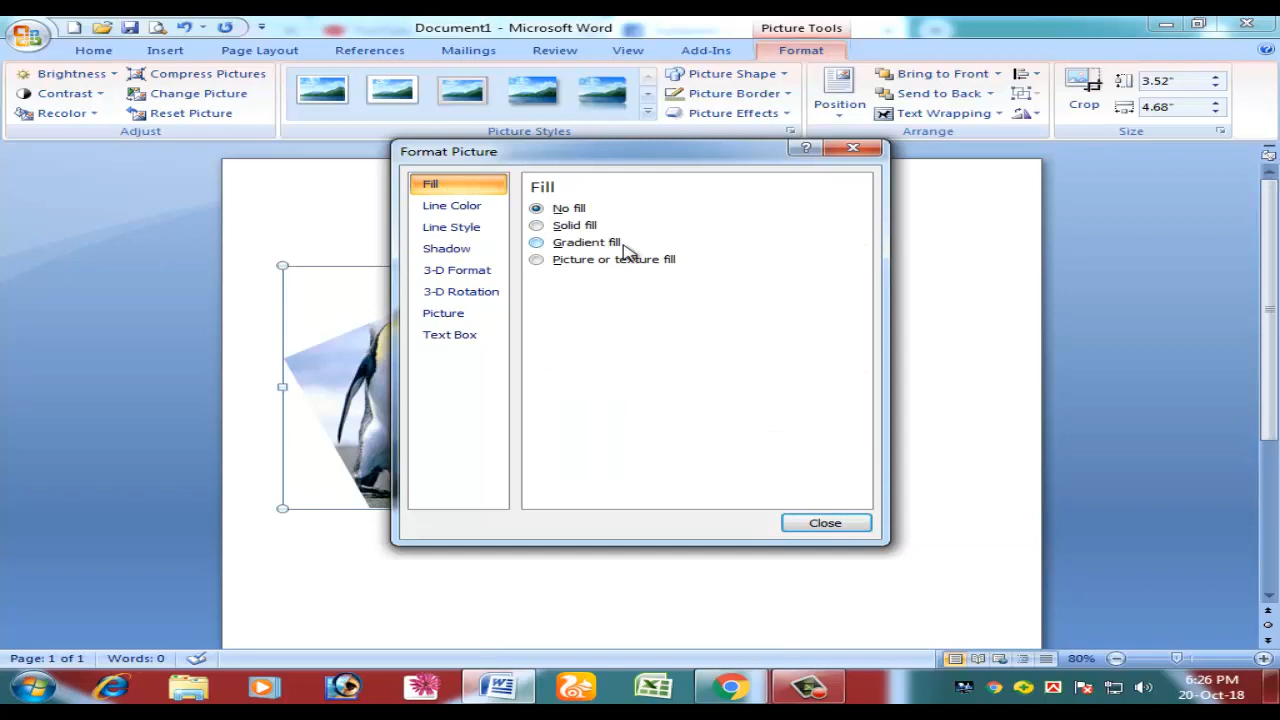 Document1 - Microsoft Word
Picture Tools
Home Insert Page Layout References Mailings Review View Add-Ins Format
Brightness Compress Pictures Picture Shape Bring to Front 3.52"
Contrast Change Picture Picture Border Position Send to Back Crop 4.68"
Recolor Reset Picture Picture Effects Text Wrapping
Adjust Picture Styles Arrange Size
Format Picture
Fill
Line Color
Line Style
Shadow
3-D Format
3-D Rotation
Picture
Text Box
Fill
No fill
Solid fill
Gradient fill
Picture or texture fill
Close
Page: 1 of 1 Words: 0 80%
6:26 PM
20-Oct-18